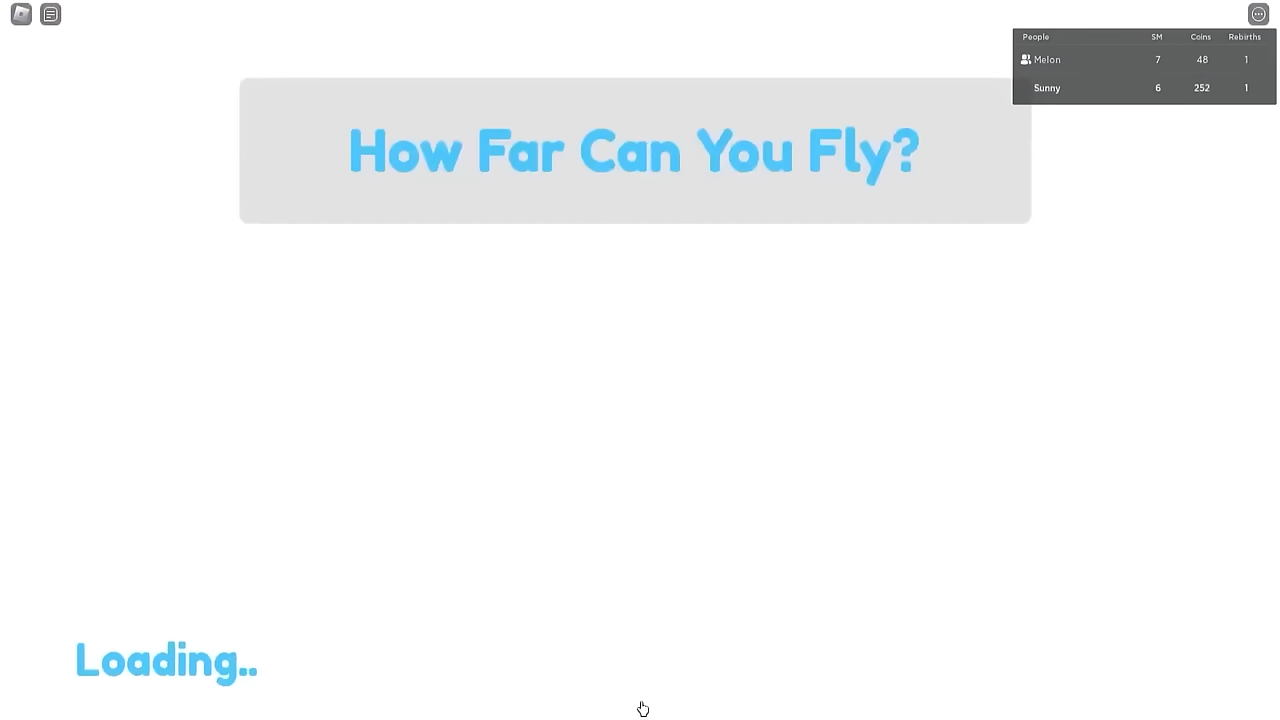 People SM Coins Rebirths
Melon 7 48 1
Sunny 6 252 1
How Far Can You Fly?
Loading..